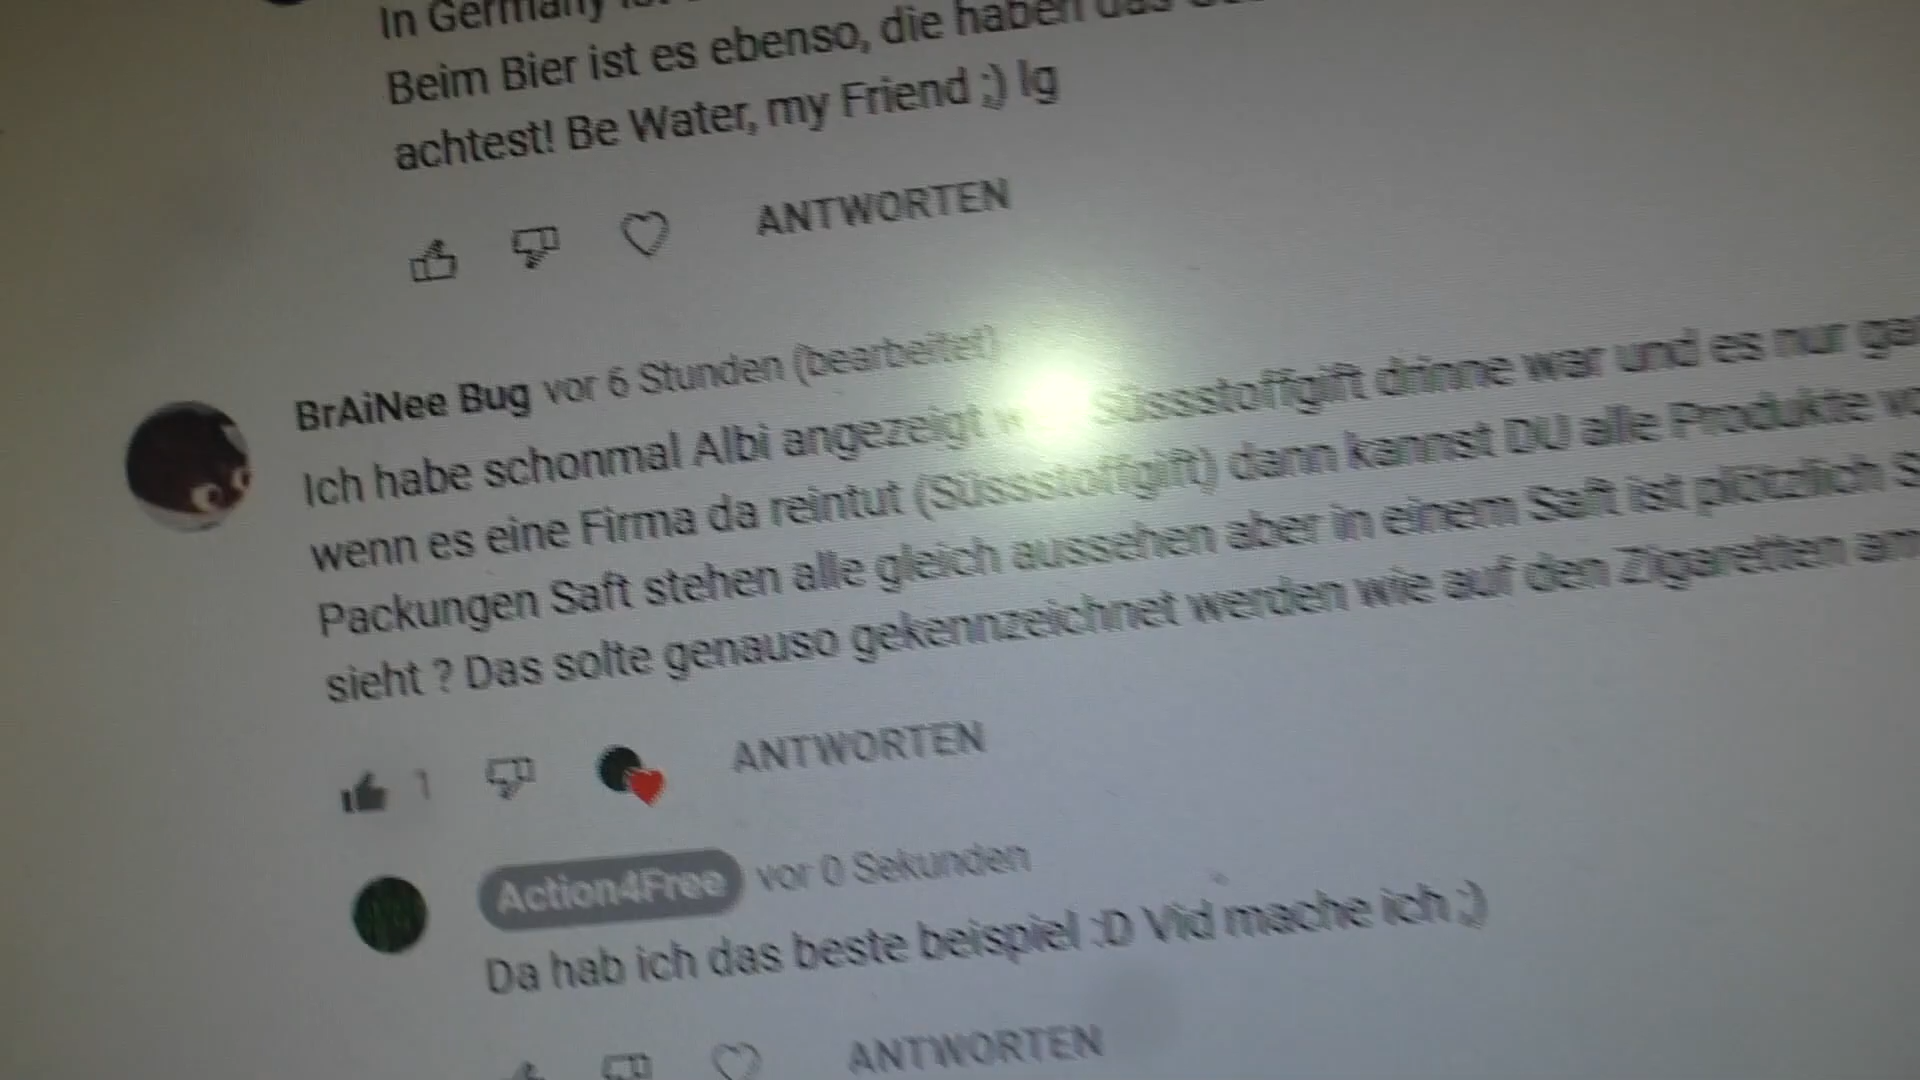 In Germany
Beim Bier ist es ebenso, die haben das
achtest! Be Water, my Friend ;) lg
ANTWORTEN
BrAiNee Bug vor 6 Stunden (bearbeitet)
Ich habe schonmal Albi angezeigt Süssstoffgift drinne war und es nur
wenn es eine Firma da reintut (Süssstoffgift) dann kannst DU alle Produkte
Packungen Saft stehen alle gleich aussehen aber in einem Saft ist plötzlich
sieht ? Das solte genauso gekennzeichnet werden wie auf den Zigaretten
1 ANTWORTEN
Action4Free vor 0 Sekunden
Da hab ich das beste beispiel :D Vid mache ich ;)
ANTWORTEN